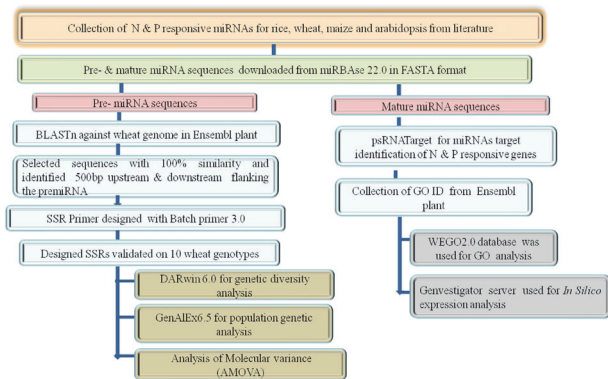 Collection of N & P responsive miRNAs for rice, wheat, maize and arabidopsis from literature
Pre- & mature miRNA sequences downloaded from miRBAse 22.0 in FASTA format
Pre- miRNA sequences
BLASTn against wheat genome in Ensembl plant
Selected sequences with 100% similarity and
identified 500bp upstream & downstream flanking
the premiRNA
SSR Primer designed with Batch primer 3.0
Designed SSRs validated on 10 wheat genotypes
DARwin 6.0 for genetic diversity
analysis
GenAlEx6.5 for population genetic
analysis
Analysis of Molecular variance
(AMOVA)
Mature miRNA sequences
psRNATarget for miRNAs target
identification of N & P responsive genes
Collection of GO ID from Ensembl
plant
WEGO2.0 database was
used for GO analysis
Genvestigator server used for In Silico
expression analysis